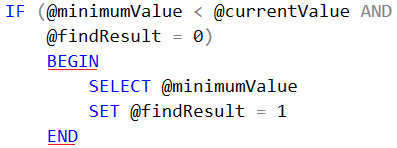 IF (@minimumValue < @currentValue AND
@findResult = 0)
BEGIN
SELECT @minimumValue
SET @findResult = 1
END